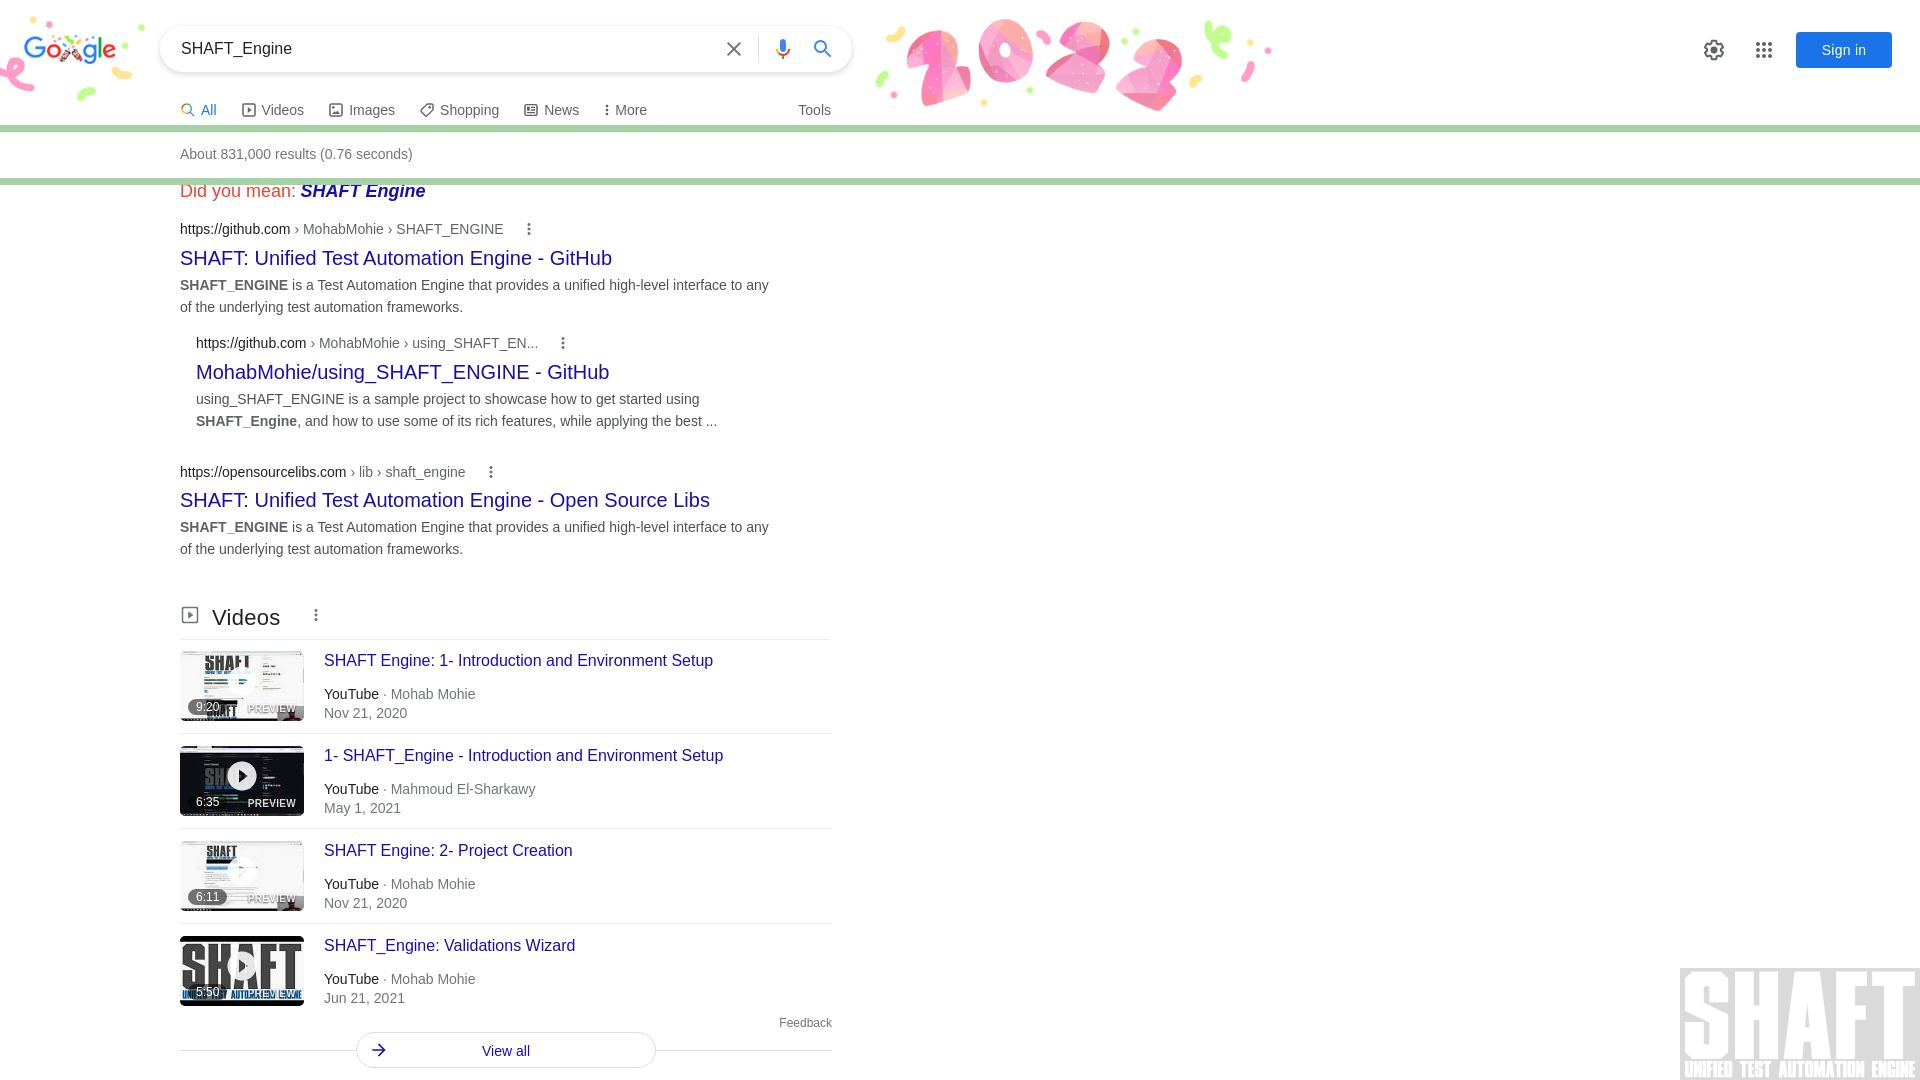 Google
SHAFT_Engine
2022
Sign in
All
Videos
Images
Shopping
News
More
Tools
About 831,000 results (0.76 seconds)
Did you mean: SHAFT Engine
https://github.com › MohabMohie › SHAFT_ENGINE
SHAFT: Unified Test Automation Engine - GitHub
SHAFT_ENGINE is a Test Automation Engine that provides a unified high-level interface to any
of the underlying test automation frameworks.
https://github.com › MohabMohie › using_SHAFT_EN...
MohabMohie/using_SHAFT_ENGINE - GitHub
using_SHAFT_ENGINE is a sample project to showcase how to get started using
SHAFT_Engine, and how to use some of its rich features, while applying the best ...
https://opensourcelibs.com › lib › shaft_engine
SHAFT: Unified Test Automation Engine - Open Source Libs
SHAFT_ENGINE is a Test Automation Engine that provides a unified high-level interface to any
of the underlying test automation frameworks.
Videos
SHAFT
9:20
PREVIEW
SHAFT Engine: 1- Introduction and Environment Setup
YouTube · Mohab Mohie
Nov 21, 2020
6:35
PREVIEW
1- SHAFT_Engine - Introduction and Environment Setup
YouTube · Mahmoud El-Sharkawy
May 1, 2021
SHAFT
6:11
PREVIEW
SHAFT Engine: 2- Project Creation
YouTube · Mohab Mohie
Nov 21, 2020
SHAFT
5:50
PREVIEW
SHAFT_Engine: Validations Wizard
YouTube · Mohab Mohie
Jun 21, 2021
Feedback
View all
SHAFT
UNIFIED TEST AUTOMATION ENGINE